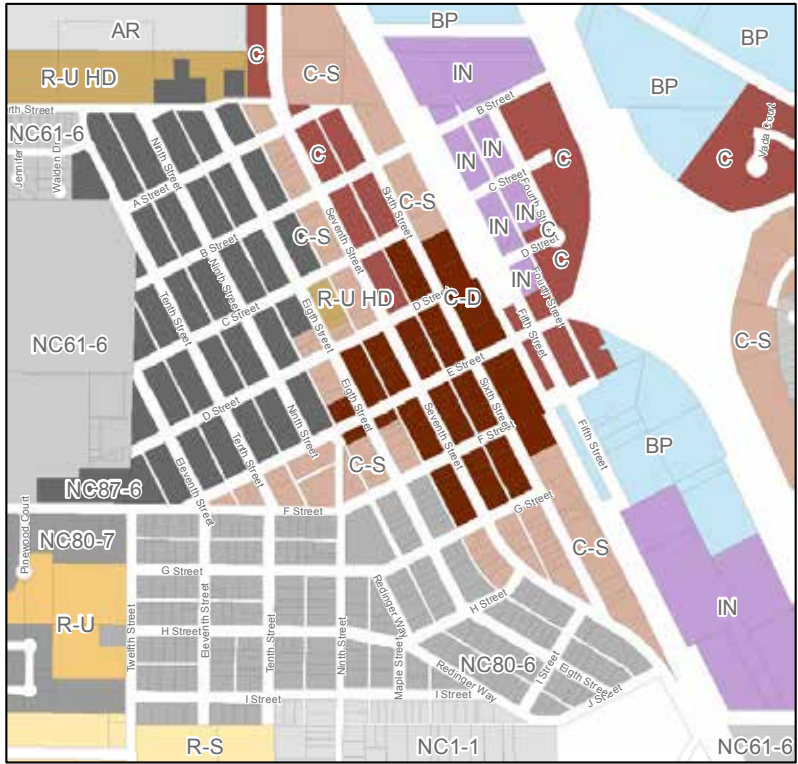 AR
C
BP
BP
R-U HD
C-S
IN
BP
B Street
rth Street
NC61-6
Jennifer
Walden Dr
Ninth Street
C
IN
IN
C
C
Vada Court
A Street
Sixth Street
C-S
C Street
Fourth Street
IN
Seventh Street
C-S
B Street
IN
C
D Street
C
Ninth Street
R-U HD
C-D
IN
Fourth Street
Tenth Street
C Street
Eigth Street
D Street
Fifth Street
NC61-6
C-S
E Street
D Street
Ninth Street
Eigth Street
Sixth Street
Seventh Street
F Street
Fifth Street
BP
Tenth Street
C-S
Eleventh Street
NC87-6
F Street
G Street
Pinewood Court
NC80-7
C-S
G Street
R-U
Twelfth Street
Eleventh Street
Tenth Street
Ninth Street
Redinger Way
H Street
IN
H Street
Maple Street
NC80-6
I Street
Eigth Street
Redinger Way
J Street
I Street
I Street
R-S
NC1-1
NC61-6